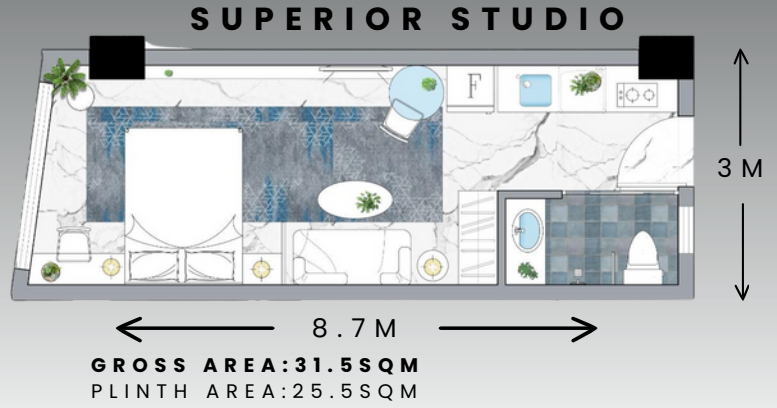 SUPERIOR STUDIO
F
3 M
8.7M
GROSS AREA:31.5SQM
PLINTH AREA:25.5SQM